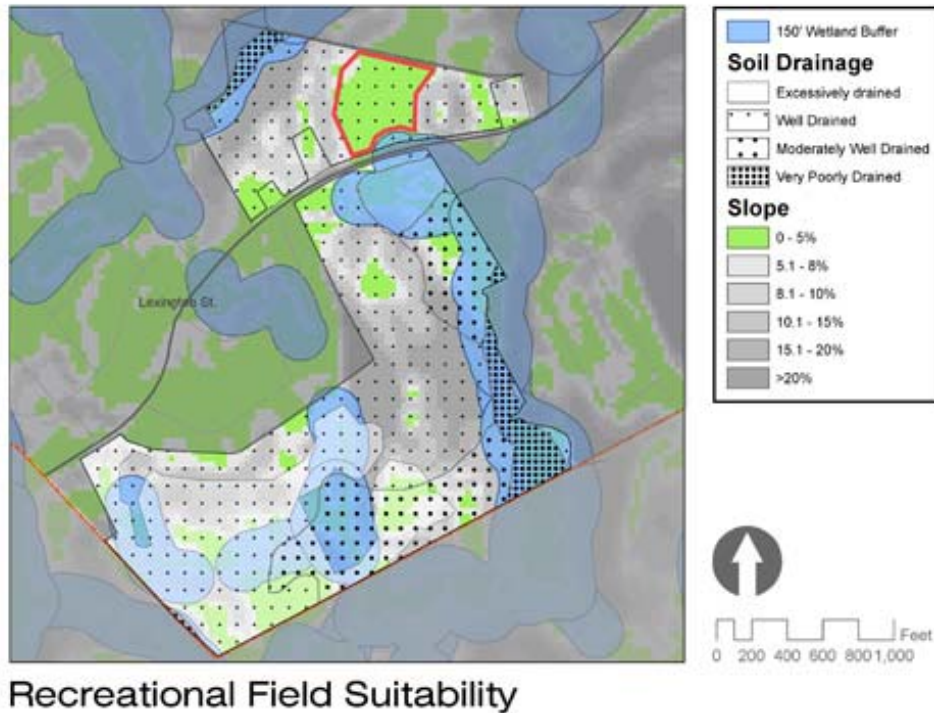 150' Wetland Buffer
Soil Drainage
Excessively drained
Well Drained
Moderately Well Drained
Very Poorly Drained
Slope
0 - 5%
5.1 - 8%
8.1 - 10%
10.1 - 15%
15.1 - 20%
>20%
Lexington St.
Feet
0 200 400 600 800 1,000
Recreational Field Suitability